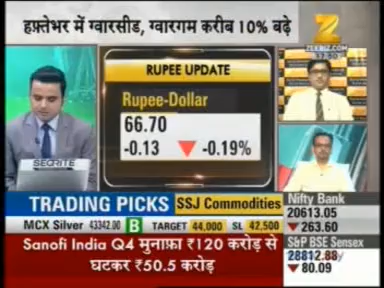 हफ़्तेभर में ग्वारसीड, ग्वारगम करीब 10% बढ़े
ZEEBIZ.COM
RUPEE UPDATE
Rupee-Dollar
66.70
-0.13 ▼ -0.19%
TRADING PICKS SSJ Commodities
MCX Silver 43342.00 B TARGET 44,000 SL 42,500
Sanofi India Q4 मुनाफ़ा ₹120 करोड़ से
घटकर ₹50.5 करोड़
Nifty Bank
20613.05
▼ 263.60
S&P BSE Sensex
28812.88
▼ 80.09